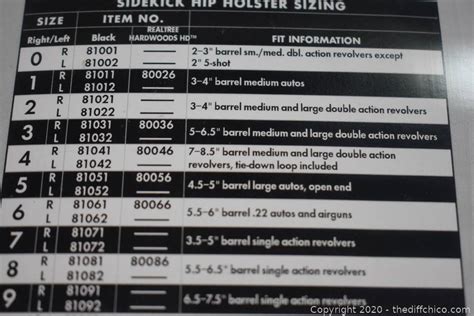 SIDEKICK HIP HOLSTER SIZING
SIZE ITEM NO. FIT INFORMATION
Right/Left Black REALTREE HARDWOODS HD™
0 R 81001 —— 2-3" barrel sm./med. dbl. action revolvers except
L 81002 —— 2" 5-shot
1 R 81011 80026 3-4" barrel medium autos
L 81012 ——
2 R 81021 —— 3-4" barrel medium and large double action revolvers
L 81022 ——
3 R 81031 80036 5-6.5" barrel medium and large double action revolvers
L 81032 ——
4 R 81041 80046 7-8.5" barrel medium and large double action
L 81042 —— revolvers, tie-down loop included
5 R 81051 80056 4.5-5" barrel large autos, open end
L 81052 ——
6 R 81061 80066 5.5-6" barrel .22 autos and airguns
L 81062 ——
7 R 81071 —— 3.5-5" barrel single action revolvers
L 81072 ——
8 R 81081 80086 5.5-6.5" barrel single action revolvers
L 81082 ——
9 R 81091 —— 6.5-7.5" barrel single action revolvers
L 81092 ——
Copyright 2020 - thediffchico.com